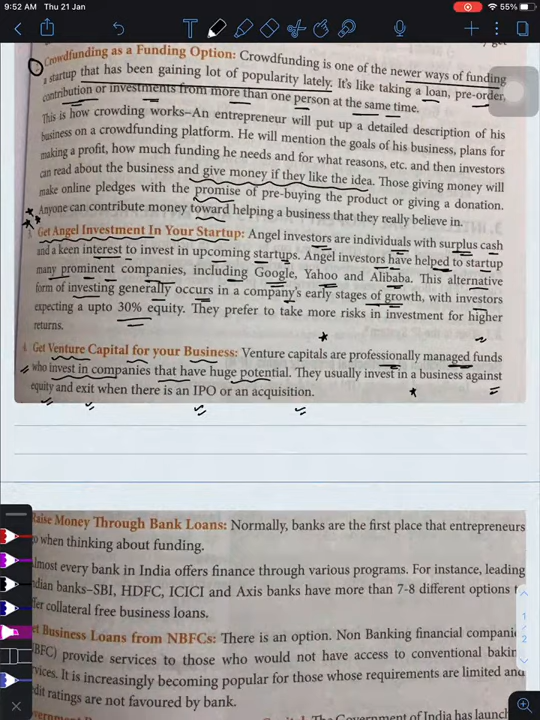 9:52 AM Thu 21 Jan
55%
Crowdfunding as a Funding Option: Crowdfunding is one of the newer ways of funding
a startup that has been gaining lot of popularity lately. It's like taking a loan, pre-order,
contribution or investments from more than one person at the same time.
This is how crowding works–An entrepreneur will put up a detailed description of his
business on a crowdfunding platform. He will mention the goals of his business, plans for
making a profit, how much funding he needs and for what reasons, etc. and then investors
can read about the business and give money if they like the idea. Those giving money will
make online pledges with the promise of pre-buying the product or giving a donation.
Anyone can contribute money toward helping a business that they really believe in.
Get Angel Investment In Your Startup: Angel investors are individuals with surplus cash
and a keen interest to invest in upcoming startups. Angel investors have helped to startup
many prominent companies, including Google, Yahoo and Alibaba. This alternative
form of investing generally occurs in a company's early stages of growth, with investors
expecting a upto 30% equity. They prefer to take more risks in investment for higher
returns.
Get Venture Capital for your Business: Venture capitals are professionally managed funds
who invest in companies that have huge potential. They usually invest in a business against
equity and exit when there is an IPO or an acquisition.
Raise Money Through Bank Loans: Normally, banks are the first place that entrepreneurs
when thinking about funding.
almost every bank in India offers finance through various programs. For instance, leading
banks–SBI, HDFC, ICICI and Axis banks have more than 7-8 different options
collateral free business loans.
Business Loans from NBFCs: There is an option. Non Banking financial
provide services to those who would not have access to conventional
It is increasingly becoming popular for those whose requirements are limited and
ratings are not favoured by bank.
The Government of India has
1
2